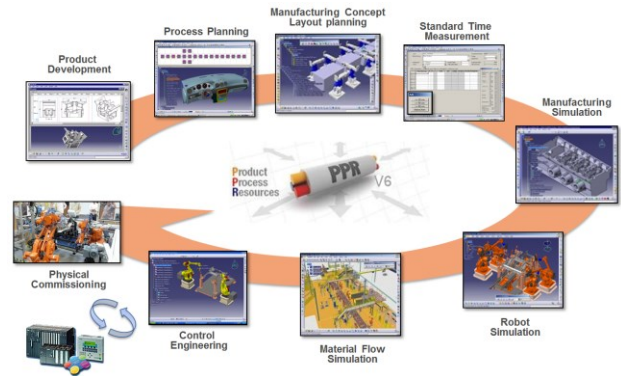 Manufacturing Concept
Layout planning
Process Planning
Standard Time
Measurement
Product
Development
Manufacturing
Simulation
Product
Process
Resources
PPR
V6
Physical
Commissioning
Control
Engineering
Material Flow
Simulation
Robot
Simulation